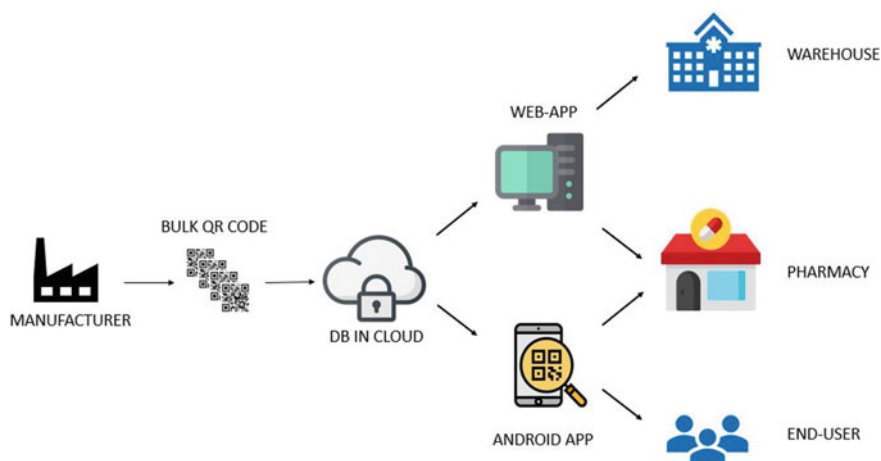 WAREHOUSE
WEB-APP
BULK QR CODE
PHARMACY
MANUFACTURER
DB IN CLOUD
ANDROID APP
END-USER